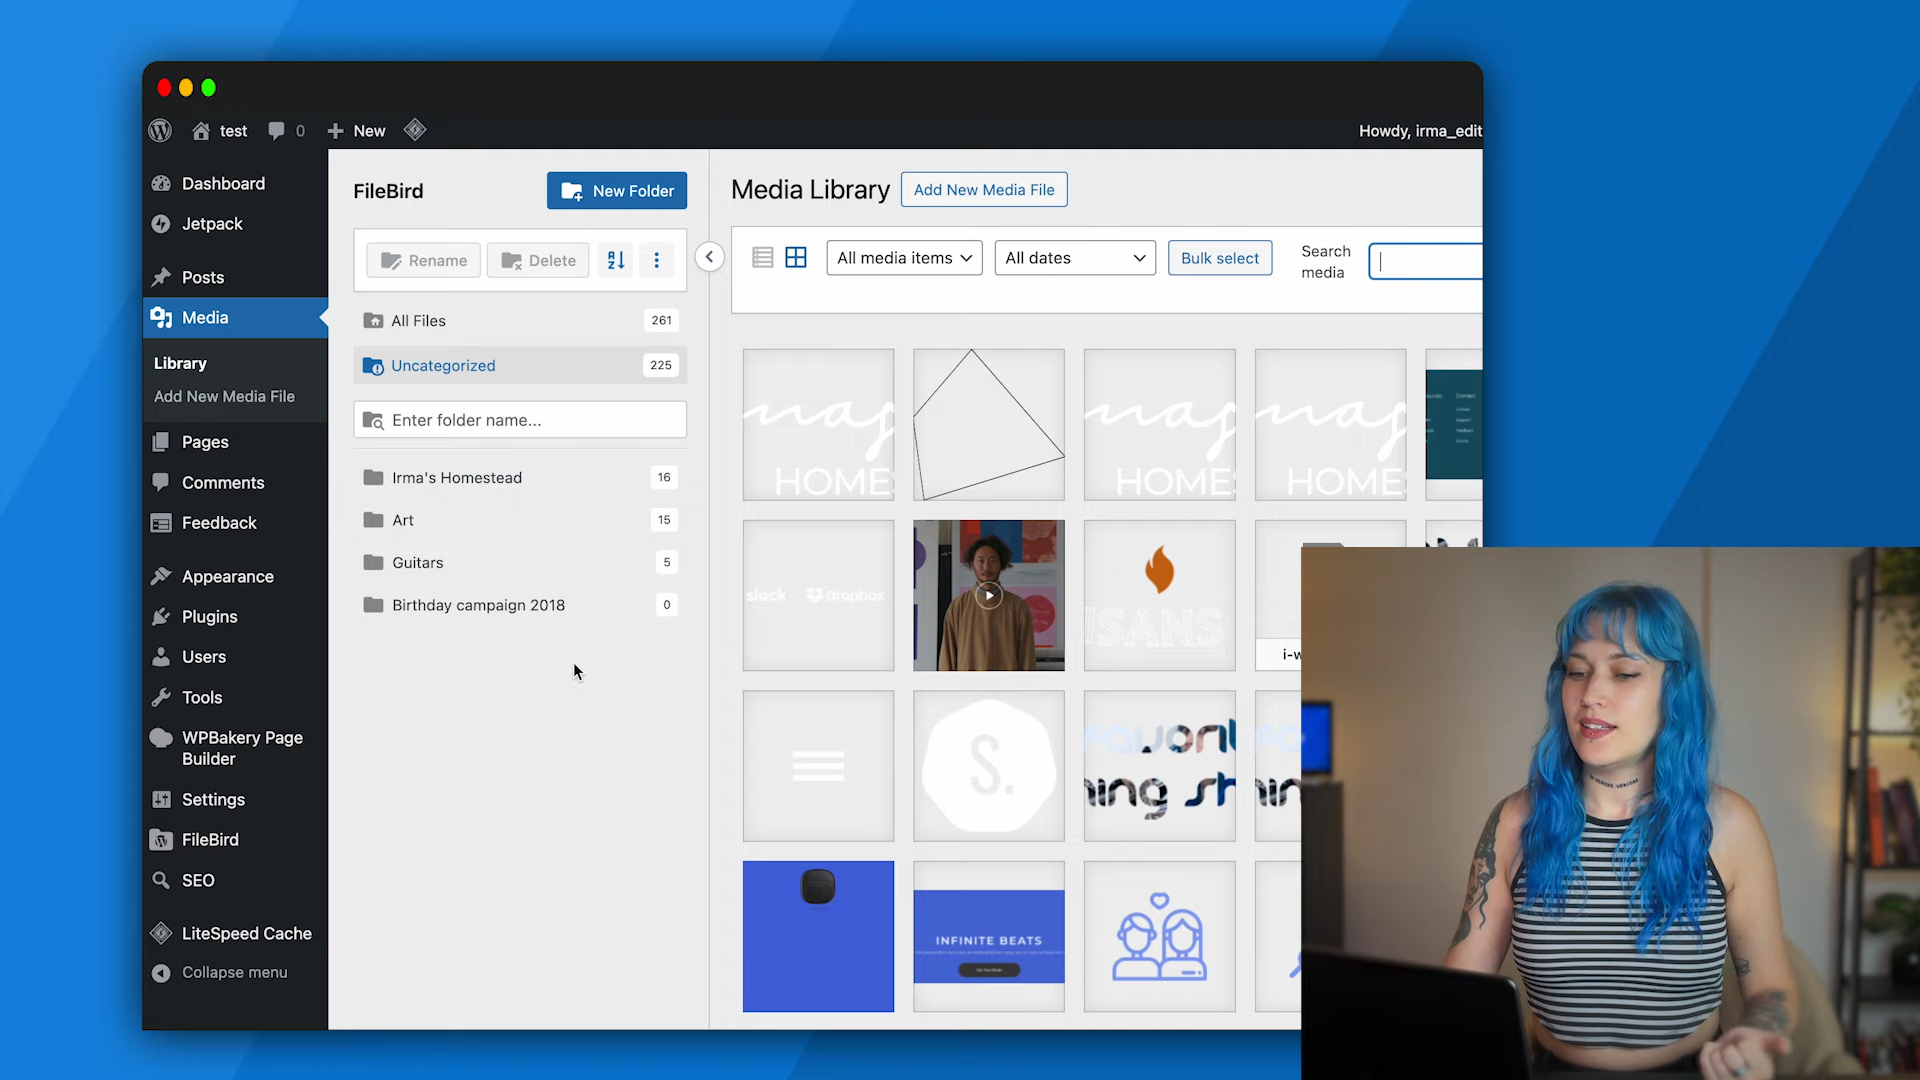 test
0
New
Howdy, irma_edit
Dashboard
Jetpack
Posts
Media
Library
Add New Media File
Pages
Comments
Feedback
Appearance
Plugins
Users
Tools
WPBakery Page
Builder
Settings
FileBird
SEO
LiteSpeed Cache
Collapse menu
FileBird
New Folder
Rename
Delete
All Files
261
Uncategorized
225
Enter folder name...
Irma's Homestead
16
Art
15
Guitars
5
Birthday campaign 2018
0
Media Library
Add New Media File
All media items
All dates
Bulk select
Search
media
HOME
HOME
HOME
slack
Dropbox
ISANS
i-w
S.
favorit
ning sh
INFINITE BEATS